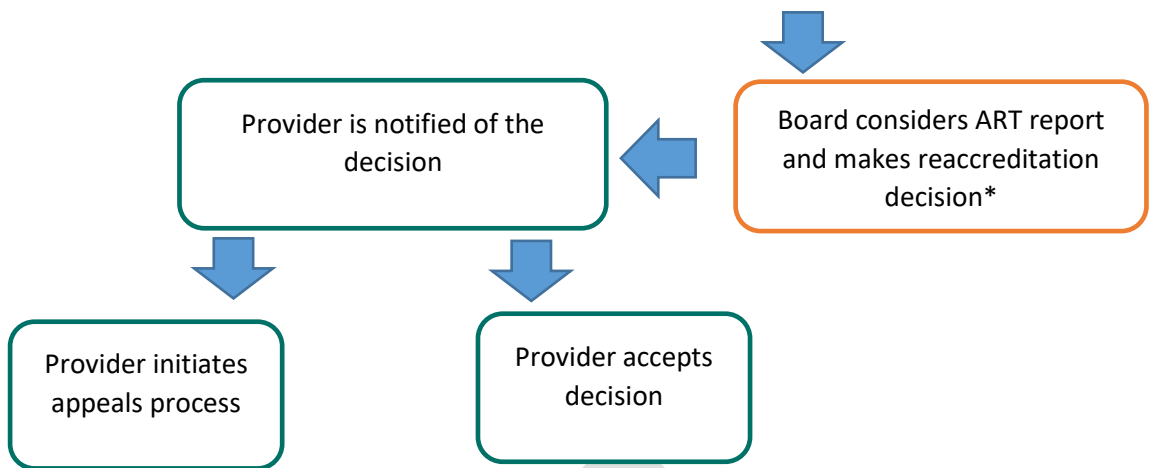 Provider is notified of the
decision
Board considers ART report
and makes reaccreditation
decision*
Provider initiates
appeals process
Provider accepts
decision